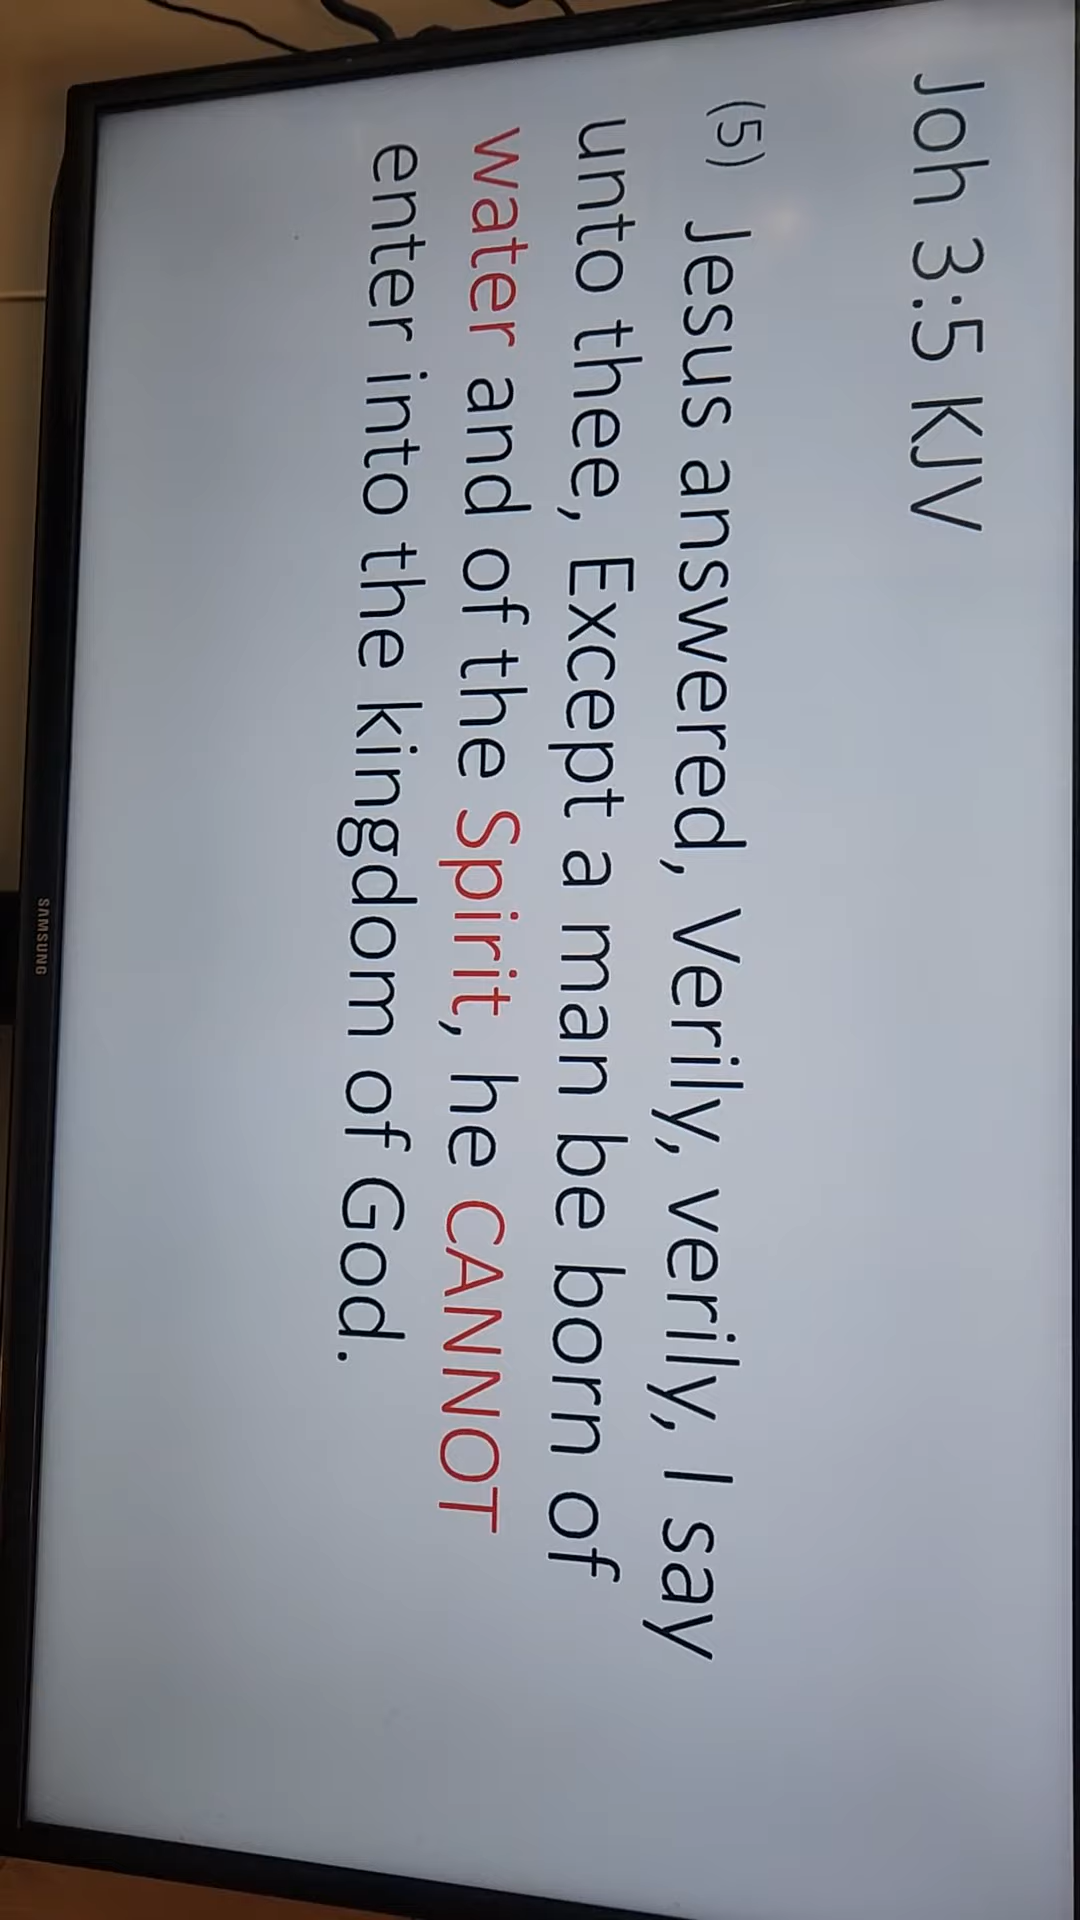 Joh 3:5 KJV
(5) Jesus answered, Verily, verily, I say
unto thee, Except a man be born of
water and of the Spirit, he CANNOT
enter into the kingdom of God.
SAMSUNG